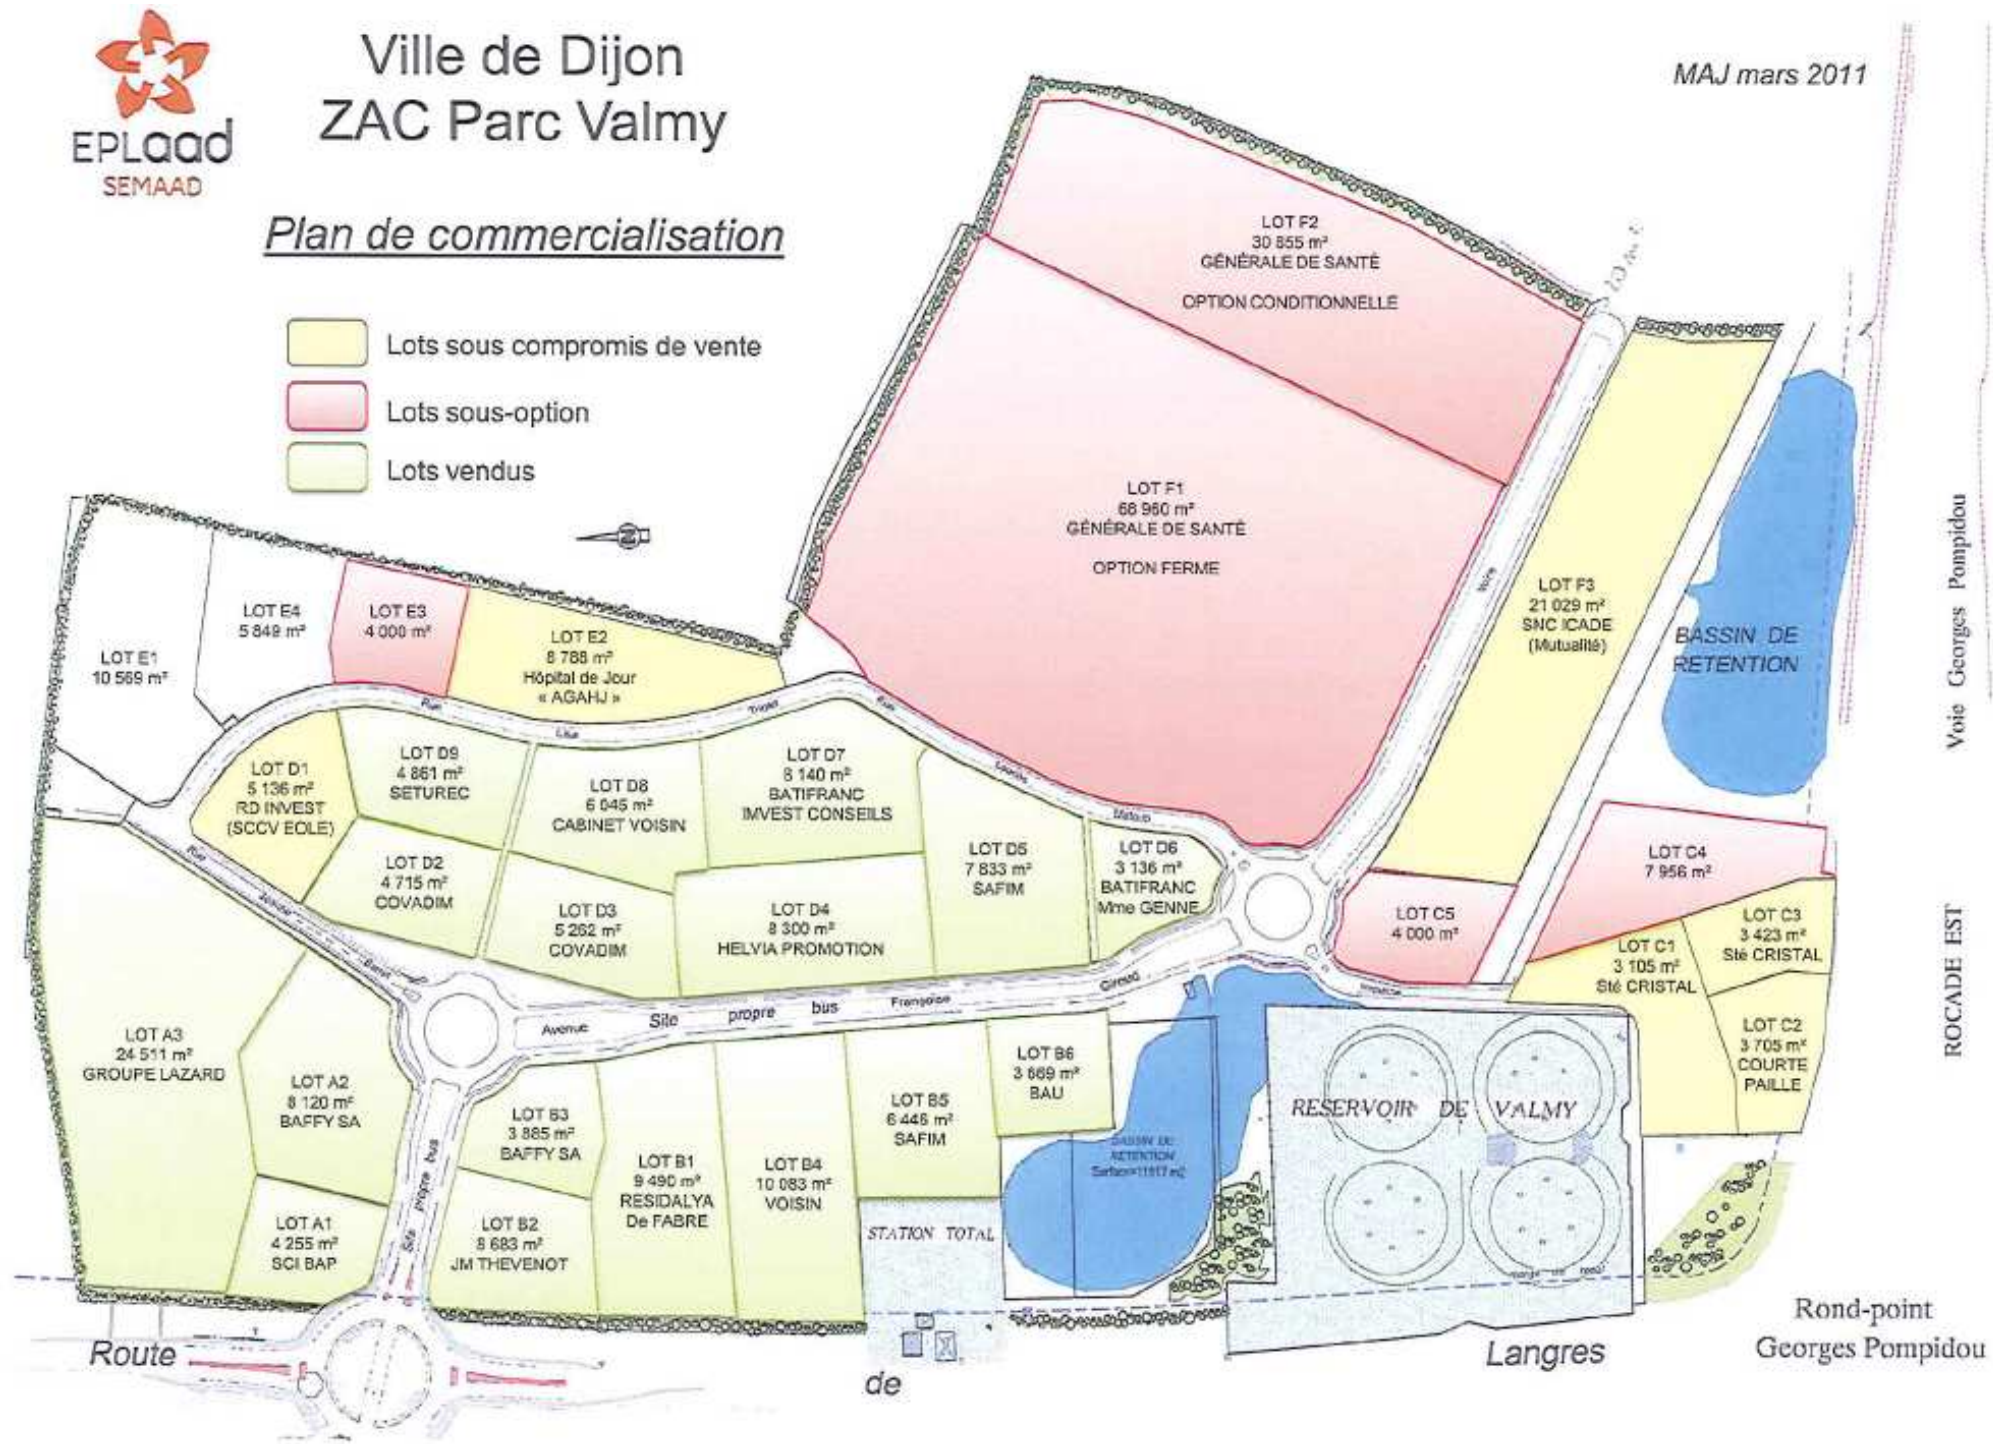 EPLaad
SEMAAD
Ville de Dijon
ZAC Parc Valmy
MAJ mars 2011
Plan de commercialisation
Lots sous compromis de vente
Lots sous-option
Lots vendus
LOT F2
30 855 m²
GÉNÉRALE DE SANTÉ
OPTION CONDITIONNELLE
LOT F1
68 960 m²
GÉNÉRALE DE SANTÉ
OPTION FERME
LOT F3
21 029 m²
SNC ICADE
(Mutualité)
BASSIN DE
RETENTION
Voie Georges Pompidou
ROCADE EST
Voirie
LOT E1
10 569 m²
LOT E4
5 849 m²
LOT E3
4 000 m²
LOT E2
8 788 m²
Hôpital de Jour
« AGAHJ »
Rue
Lise
Triolet
Rue
LOT D1
5 136 m²
RD INVEST
(SCCV EOLE)
LOT D9
4 861 m²
SETUREC
LOT D8
6 045 m²
CABINET VOISIN
LOT D7
8 140 m²
BATIFRANC
IMVEST CONSEILS
LOT D2
4 715 m²
COVADIM
LOT D3
5 262 m²
COVADIM
LOT D4
8 300 m²
HELVIA PROMOTION
LOT D5
7 833 m²
SAFIM
LOT D6
3 136 m²
BATIFRANC
Mme GENNE
LOT C5
4 000 m²
LOT C4
7 956 m²
LOT C3
3 423 m²
Sté CRISTAL
LOT C1
3 105 m²
Sté CRISTAL
LOT C2
3 705 m²
COURTE
PAILLE
Avenue
Site propre bus
Françoise
Giroud
Impasse
LOT A3
24 511 m²
GROUPE LAZARD
LOT A2
8 120 m²
BAFFY SA
LOT A1
4 255 m²
SCI BAP
Site propre bus
LOT B3
3 885 m²
BAFFY SA
LOT B2
8 683 m²
JM THEVENOT
LOT B1
9 490 m²
RESIDALYA
De FABRE
LOT B4
10 083 m²
VOISIN
LOT B5
6 446 m²
SAFIM
LOT B6
3 669 m²
BAU
STATION TOTAL
BASSIN DE
RETENTION
RESERVOIR DE VALMY
Rond-point
Georges Pompidou
Route
de
Langres